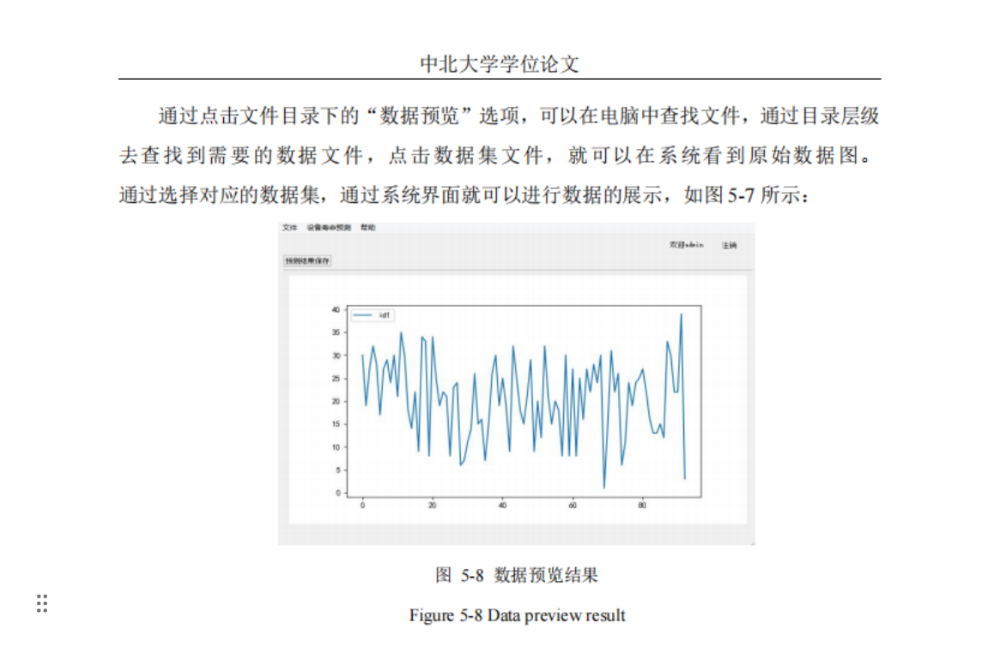 中北大学学位论文
通过点击文件目录下的“数据预览”选项，可以在电脑中查找文件，通过目录层级
去查找到需要的数据文件，点击数据集文件，就可以在系统看到原始数据图。
通过选择对应的数据集，通过系统界面就可以进行数据的展示，如图 5-7 所示：
文件 设备寿命预测 帮助
欢迎admin 注销
预测结果保存
id1
40
35
30
25
20
15
10
5
0
0 20 40 60 80
图 5-8 数据预览结果
Figure 5-8 Data preview result